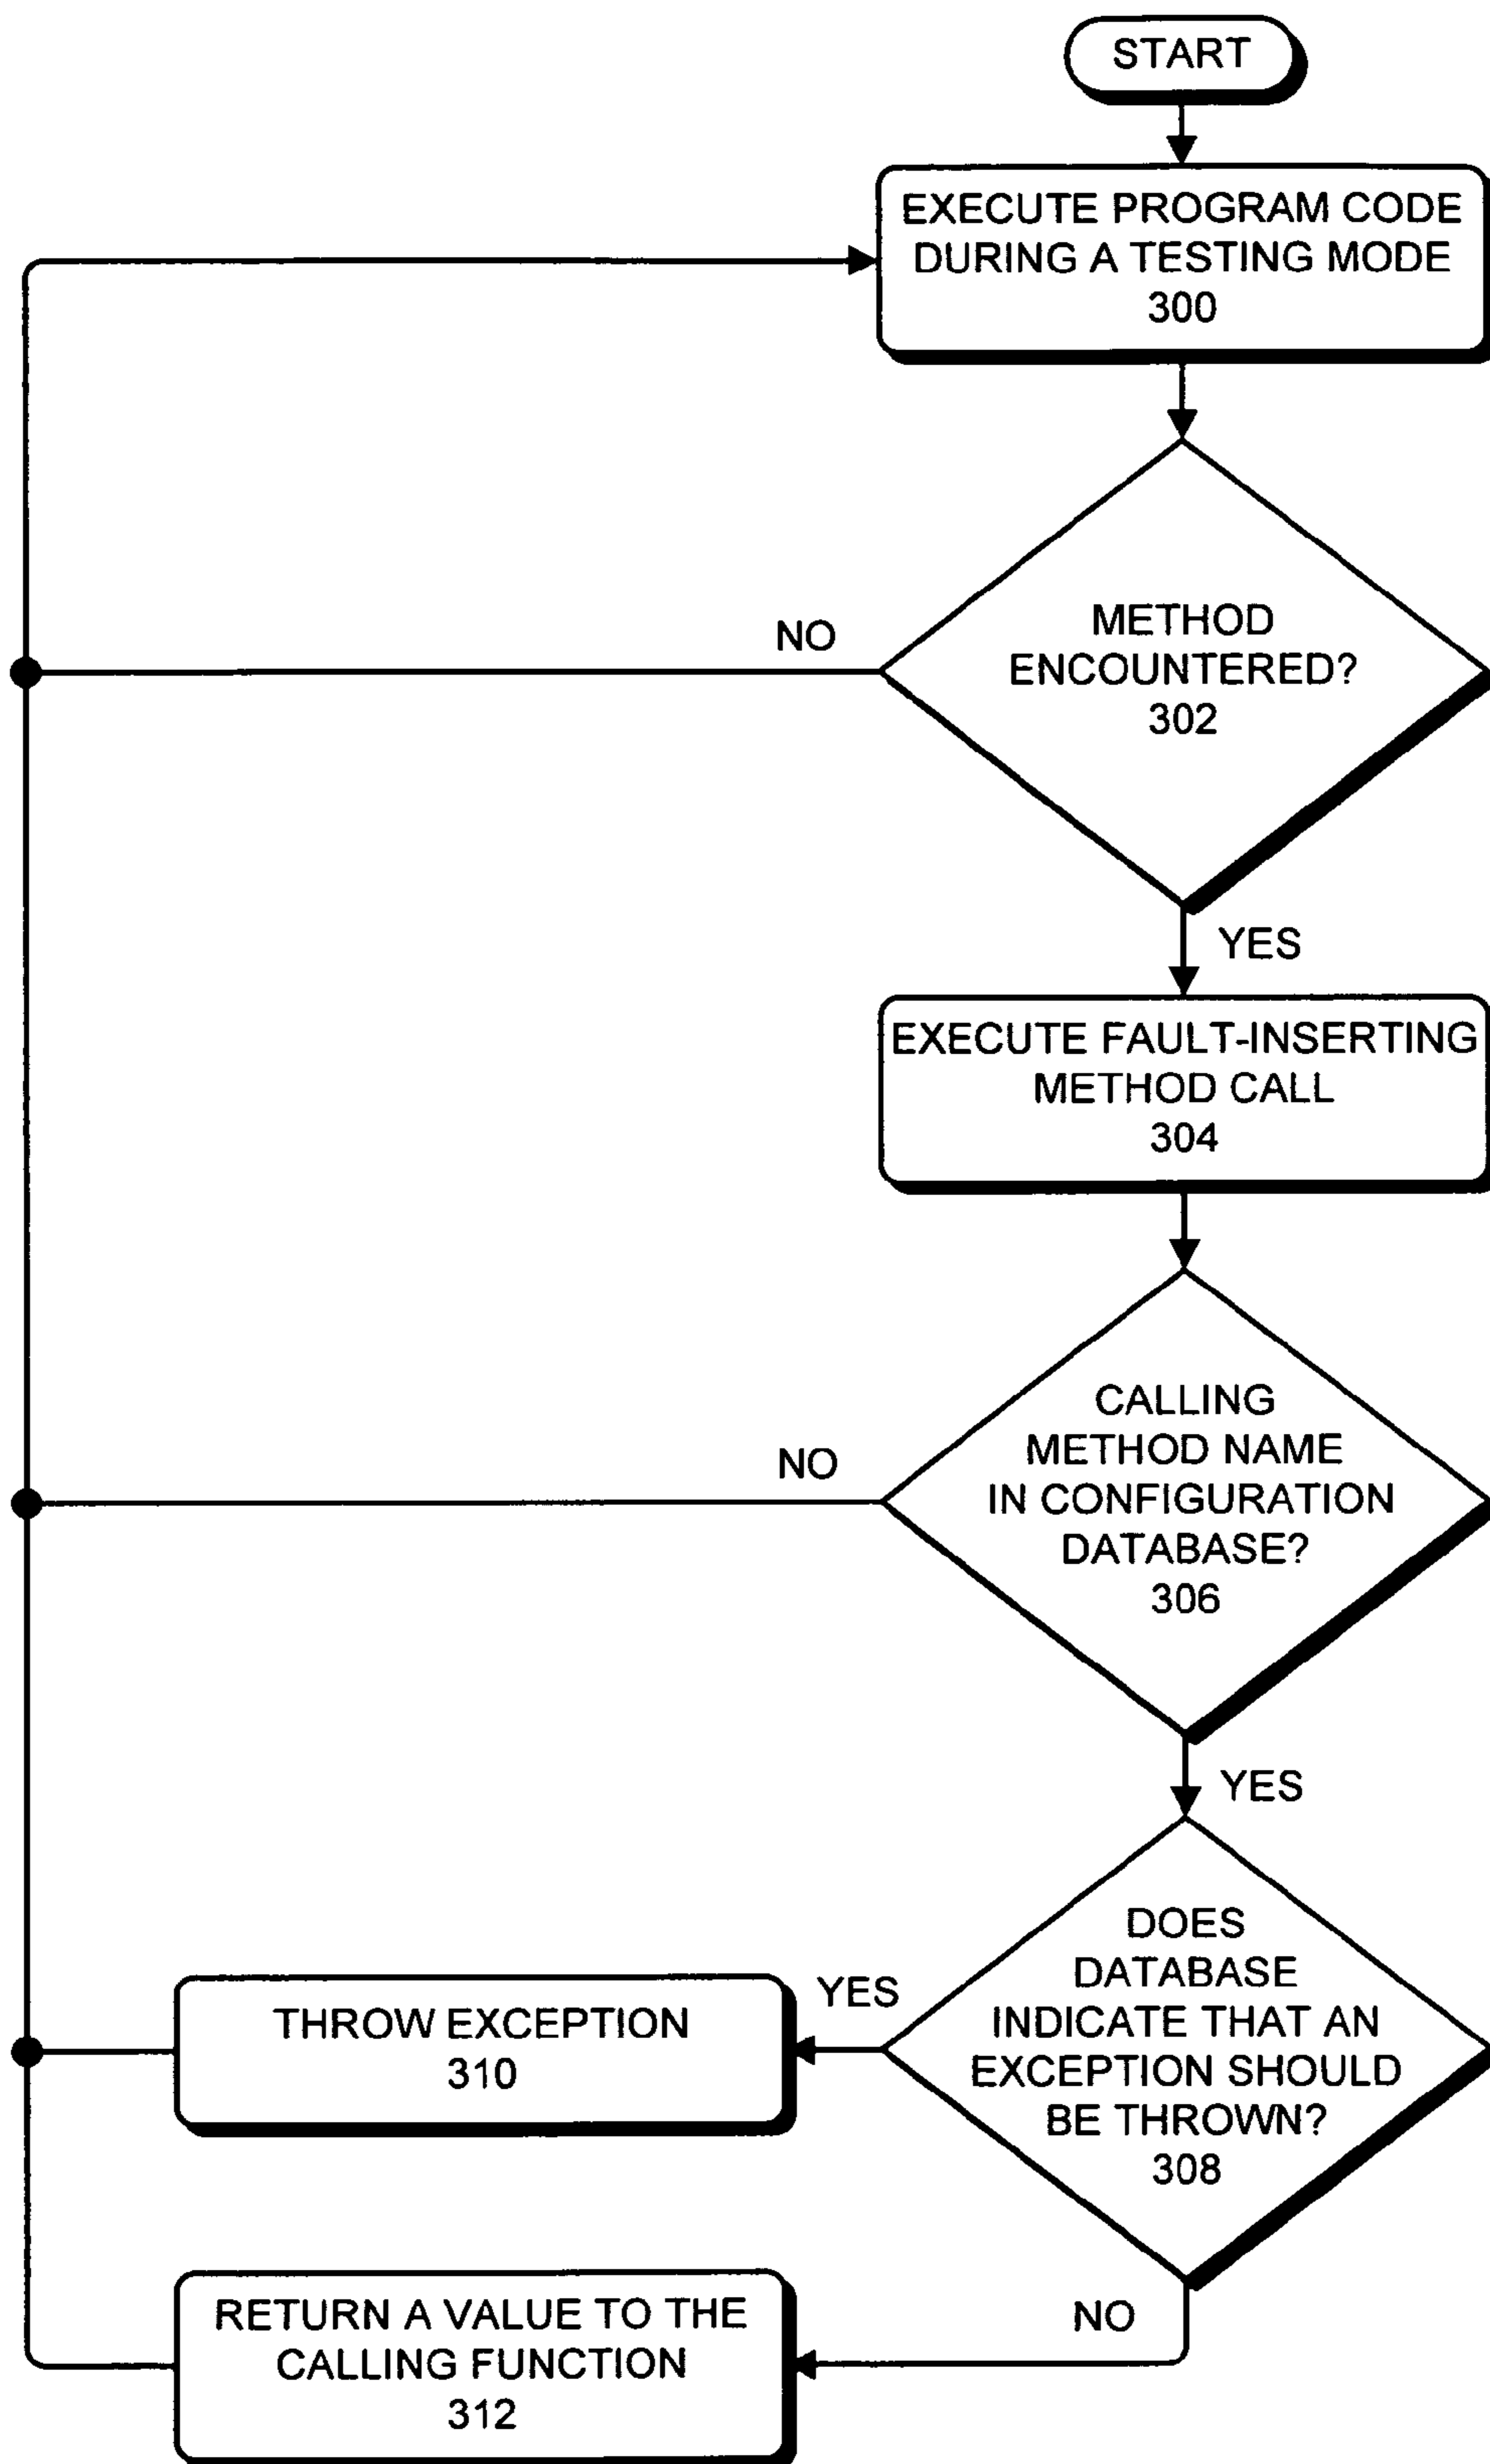 START
EXECUTE PROGRAM CODE
DURING A TESTING MODE
300
METHOD
ENCOUNTERED?
302
NO
YES
EXECUTE FAULT-INSERTING
METHOD CALL
304
CALLING
METHOD NAME
IN CONFIGURATION
DATABASE?
306
NO
YES
DOES
DATABASE
INDICATE THAT AN
EXCEPTION SHOULD
BE THROWN?
308
YES
THROW EXCEPTION
310
NO
RETURN A VALUE TO THE
CALLING FUNCTION
312